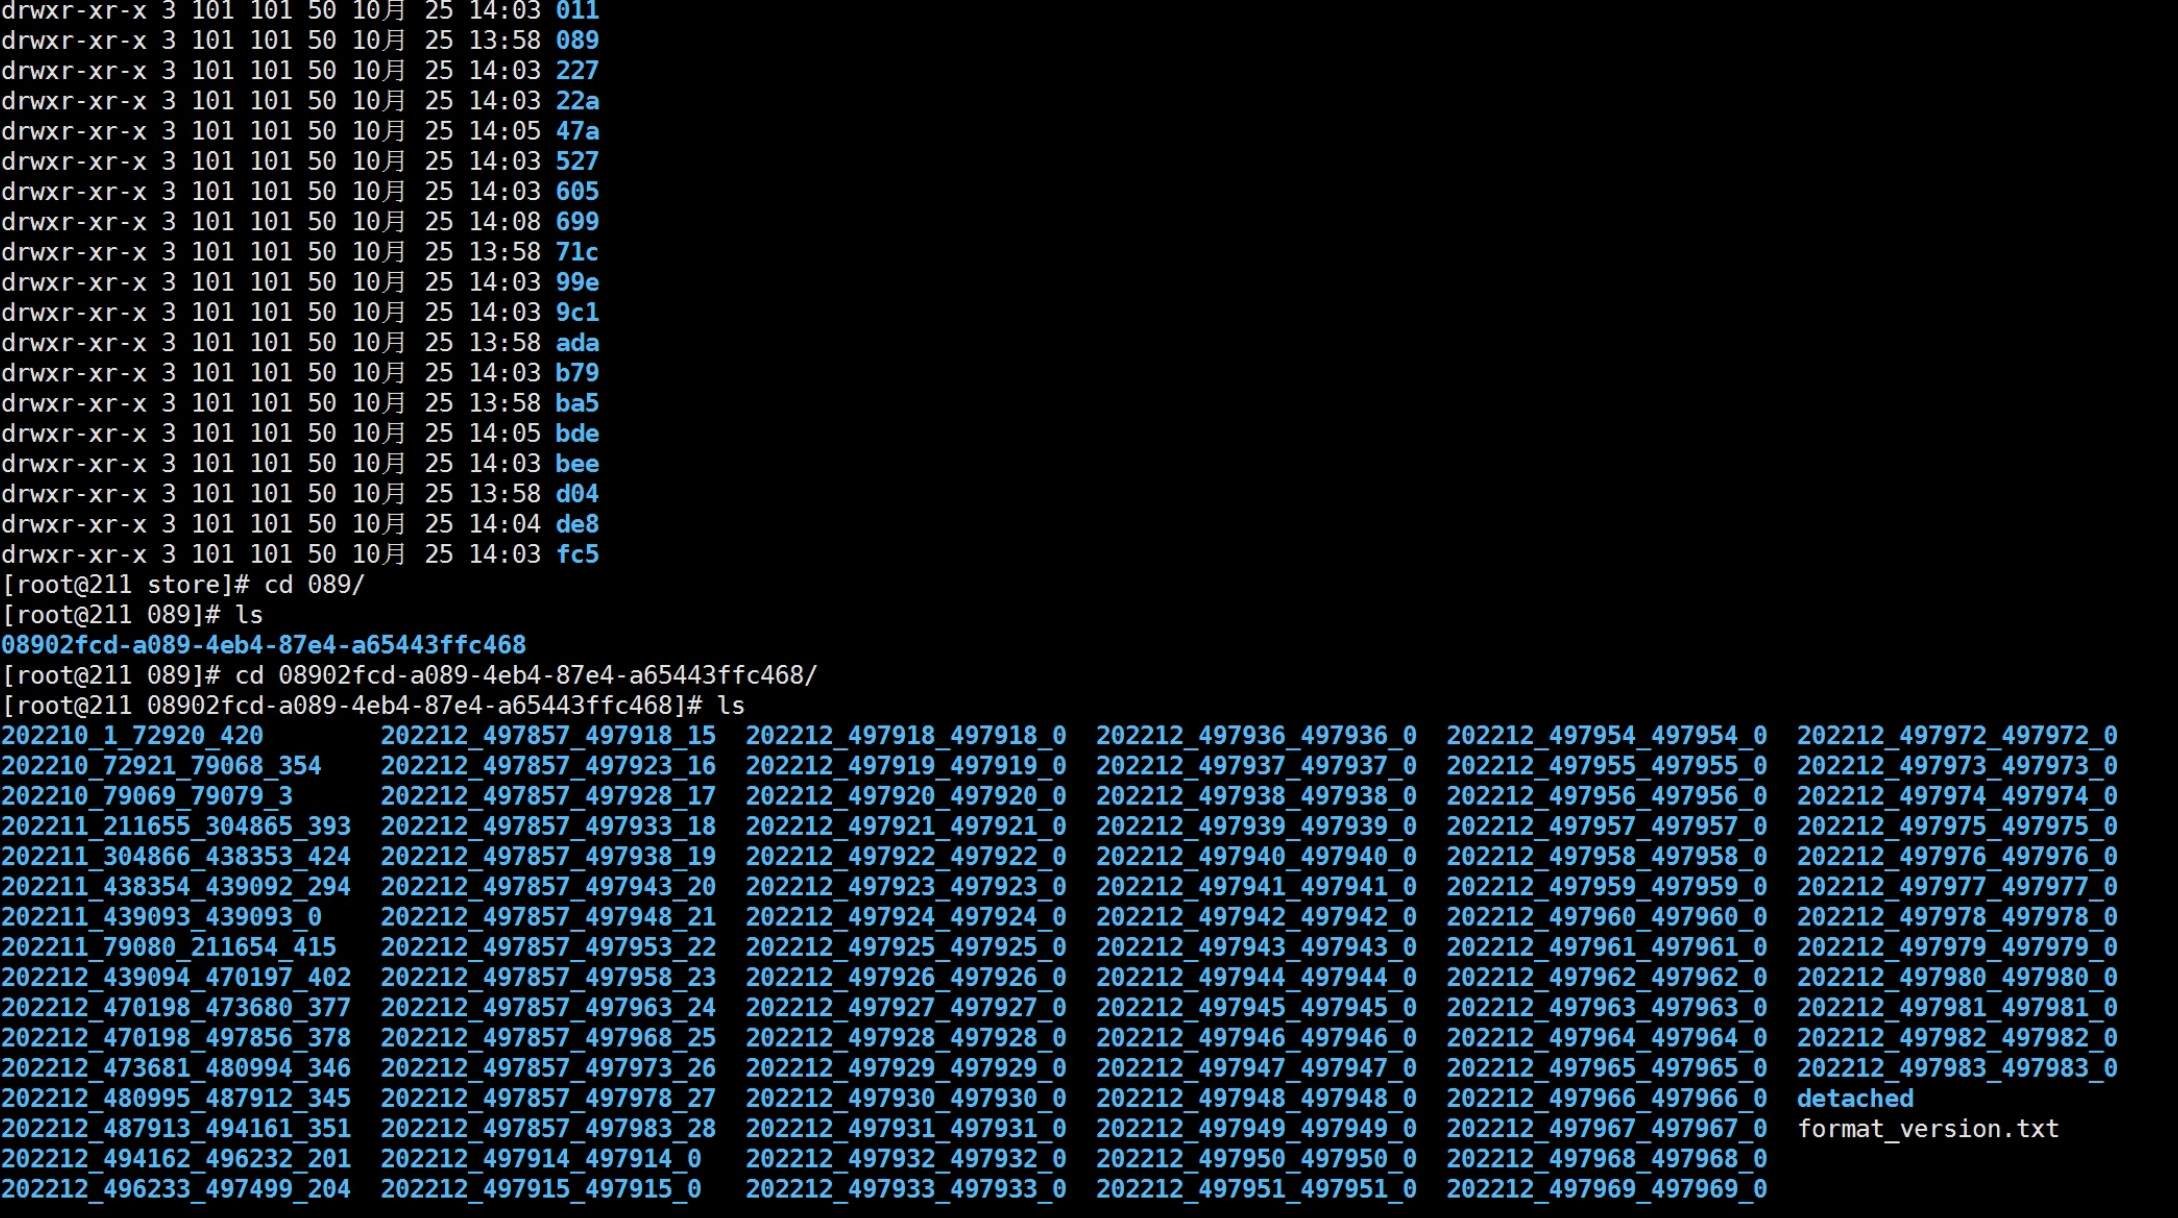 drwxr-xr-x 3 101 101 50 10月 25 14:03 011
drwxr-xr-x 3 101 101 50 10月 25 13:58 089
drwxr-xr-x 3 101 101 50 10月 25 14:03 227
drwxr-xr-x 3 101 101 50 10月 25 14:03 22a
drwxr-xr-x 3 101 101 50 10月 25 14:05 47a
drwxr-xr-x 3 101 101 50 10月 25 14:03 527
drwxr-xr-x 3 101 101 50 10月 25 14:03 605
drwxr-xr-x 3 101 101 50 10月 25 14:08 699
drwxr-xr-x 3 101 101 50 10月 25 13:58 71c
drwxr-xr-x 3 101 101 50 10月 25 14:03 99e
drwxr-xr-x 3 101 101 50 10月 25 14:03 9c1
drwxr-xr-x 3 101 101 50 10月 25 13:58 ada
drwxr-xr-x 3 101 101 50 10月 25 14:03 b79
drwxr-xr-x 3 101 101 50 10月 25 13:58 ba5
drwxr-xr-x 3 101 101 50 10月 25 14:05 bde
drwxr-xr-x 3 101 101 50 10月 25 14:03 bee
drwxr-xr-x 3 101 101 50 10月 25 13:58 d04
drwxr-xr-x 3 101 101 50 10月 25 14:04 de8
drwxr-xr-x 3 101 101 50 10月 25 14:03 fc5
[root@211 store]# cd 089/
[root@211 089]# ls
08902fcd-a089-4eb4-87e4-a65443ffc468
[root@211 089]# cd 08902fcd-a089-4eb4-87e4-a65443ffc468/
[root@211 08902fcd-a089-4eb4-87e4-a65443ffc468]# ls
202210_1_72920_420 202212_497857_497918_15 202212_497918_497918_0 202212_497936_497936_0 202212_497954_497954_0 202212_497972_497972_0
202210_72921_79068_354 202212_497857_497923_16 202212_497919_497919_0 202212_497937_497937_0 202212_497955_497955_0 202212_497973_497973_0
202210_79069_79079_3 202212_497857_497928_17 202212_497920_497920_0 202212_497938_497938_0 202212_497956_497956_0 202212_497974_497974_0
202211_211655_304865_393 202212_497857_497933_18 202212_497921_497921_0 202212_497939_497939_0 202212_497957_497957_0 202212_497975_497975_0
202211_304866_438353_424 202212_497857_497938_19 202212_497922_497922_0 202212_497940_497940_0 202212_497958_497958_0 202212_497976_497976_0
202211_438354_439092_294 202212_497857_497943_20 202212_497923_497923_0 202212_497941_497941_0 202212_497959_497959_0 202212_497977_497977_0
202211_439093_439093_0 202212_497857_497948_21 202212_497924_497924_0 202212_497942_497942_0 202212_497960_497960_0 202212_497978_497978_0
202211_79080_211654_415 202212_497857_497953_22 202212_497925_497925_0 202212_497943_497943_0 202212_497961_497961_0 202212_497979_497979_0
202212_439094_470197_402 202212_497857_497958_23 202212_497926_497926_0 202212_497944_497944_0 202212_497962_497962_0 202212_497980_497980_0
202212_470198_473680_377 202212_497857_497963_24 202212_497927_497927_0 202212_497945_497945_0 202212_497963_497963_0 202212_497981_497981_0
202212_470198_497856_378 202212_497857_497968_25 202212_497928_497928_0 202212_497946_497946_0 202212_497964_497964_0 202212_497982_497982_0
202212_473681_480994_346 202212_497857_497973_26 202212_497929_497929_0 202212_497947_497947_0 202212_497965_497965_0 202212_497983_497983_0
202212_480995_487912_345 202212_497857_497978_27 202212_497930_497930_0 202212_497948_497948_0 202212_497966_497966_0 detached
202212_487913_494161_351 202212_497857_497983_28 202212_497931_497931_0 202212_497949_497949_0 202212_497967_497967_0 format_version.txt
202212_494162_496232_201 202212_497914_497914_0 202212_497932_497932_0 202212_497950_497950_0 202212_497968_497968_0
202212_496233_497499_204 202212_497915_497915_0 202212_497933_497933_0 202212_497951_497951_0 202212_497969_497969_0